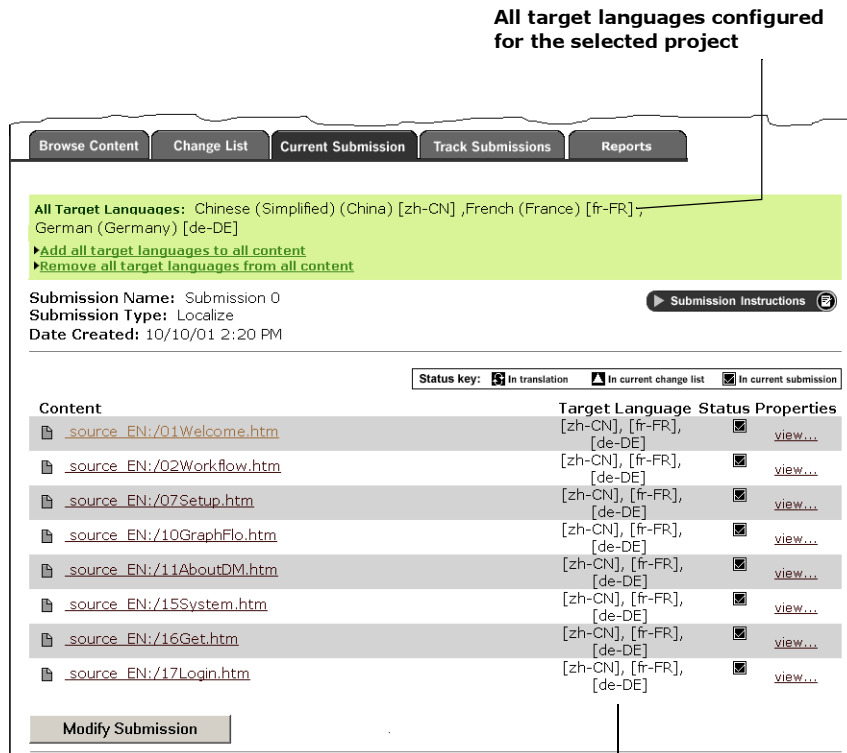 All target languages configured
for the selected project
Browse Content Change List Current Submission Track Submissions Reports
All Target Languages: Chinese (Simplified) (China) [zh-CN] ,French (France) [fr-FR] ,
German (Germany) [de-DE]
Add all target languages to all content
Remove all target languages from all content
Submission Name: Submission 0
Submission Instructions
Submission Type: Localize
Date Created: 10/10/01 2:20 PM
Status key: In translation In current change list In current submission
Content Target Language Status Properties
source_EN:/01Welcome.htm [zh-CN], [fr-FR],
[de-DE] view...
source_EN:/02Workflow.htm [zh-CN], [fr-FR],
[de-DE] view...
source_EN:/07Setup.htm [zh-CN], [fr-FR],
[de-DE] view...
source_EN:/10GraphFlo.htm [zh-CN], [fr-FR],
[de-DE] view...
source_EN:/11AboutDM.htm [zh-CN], [fr-FR],
[de-DE] view...
source_EN:/15System.htm [zh-CN], [fr-FR],
[de-DE] view...
source_EN:/16Get.htm [zh-CN], [fr-FR],
[de-DE] view...
source_EN:/17Login.htm [zh-CN], [fr-FR],
[de-DE] view...
Modify Submission